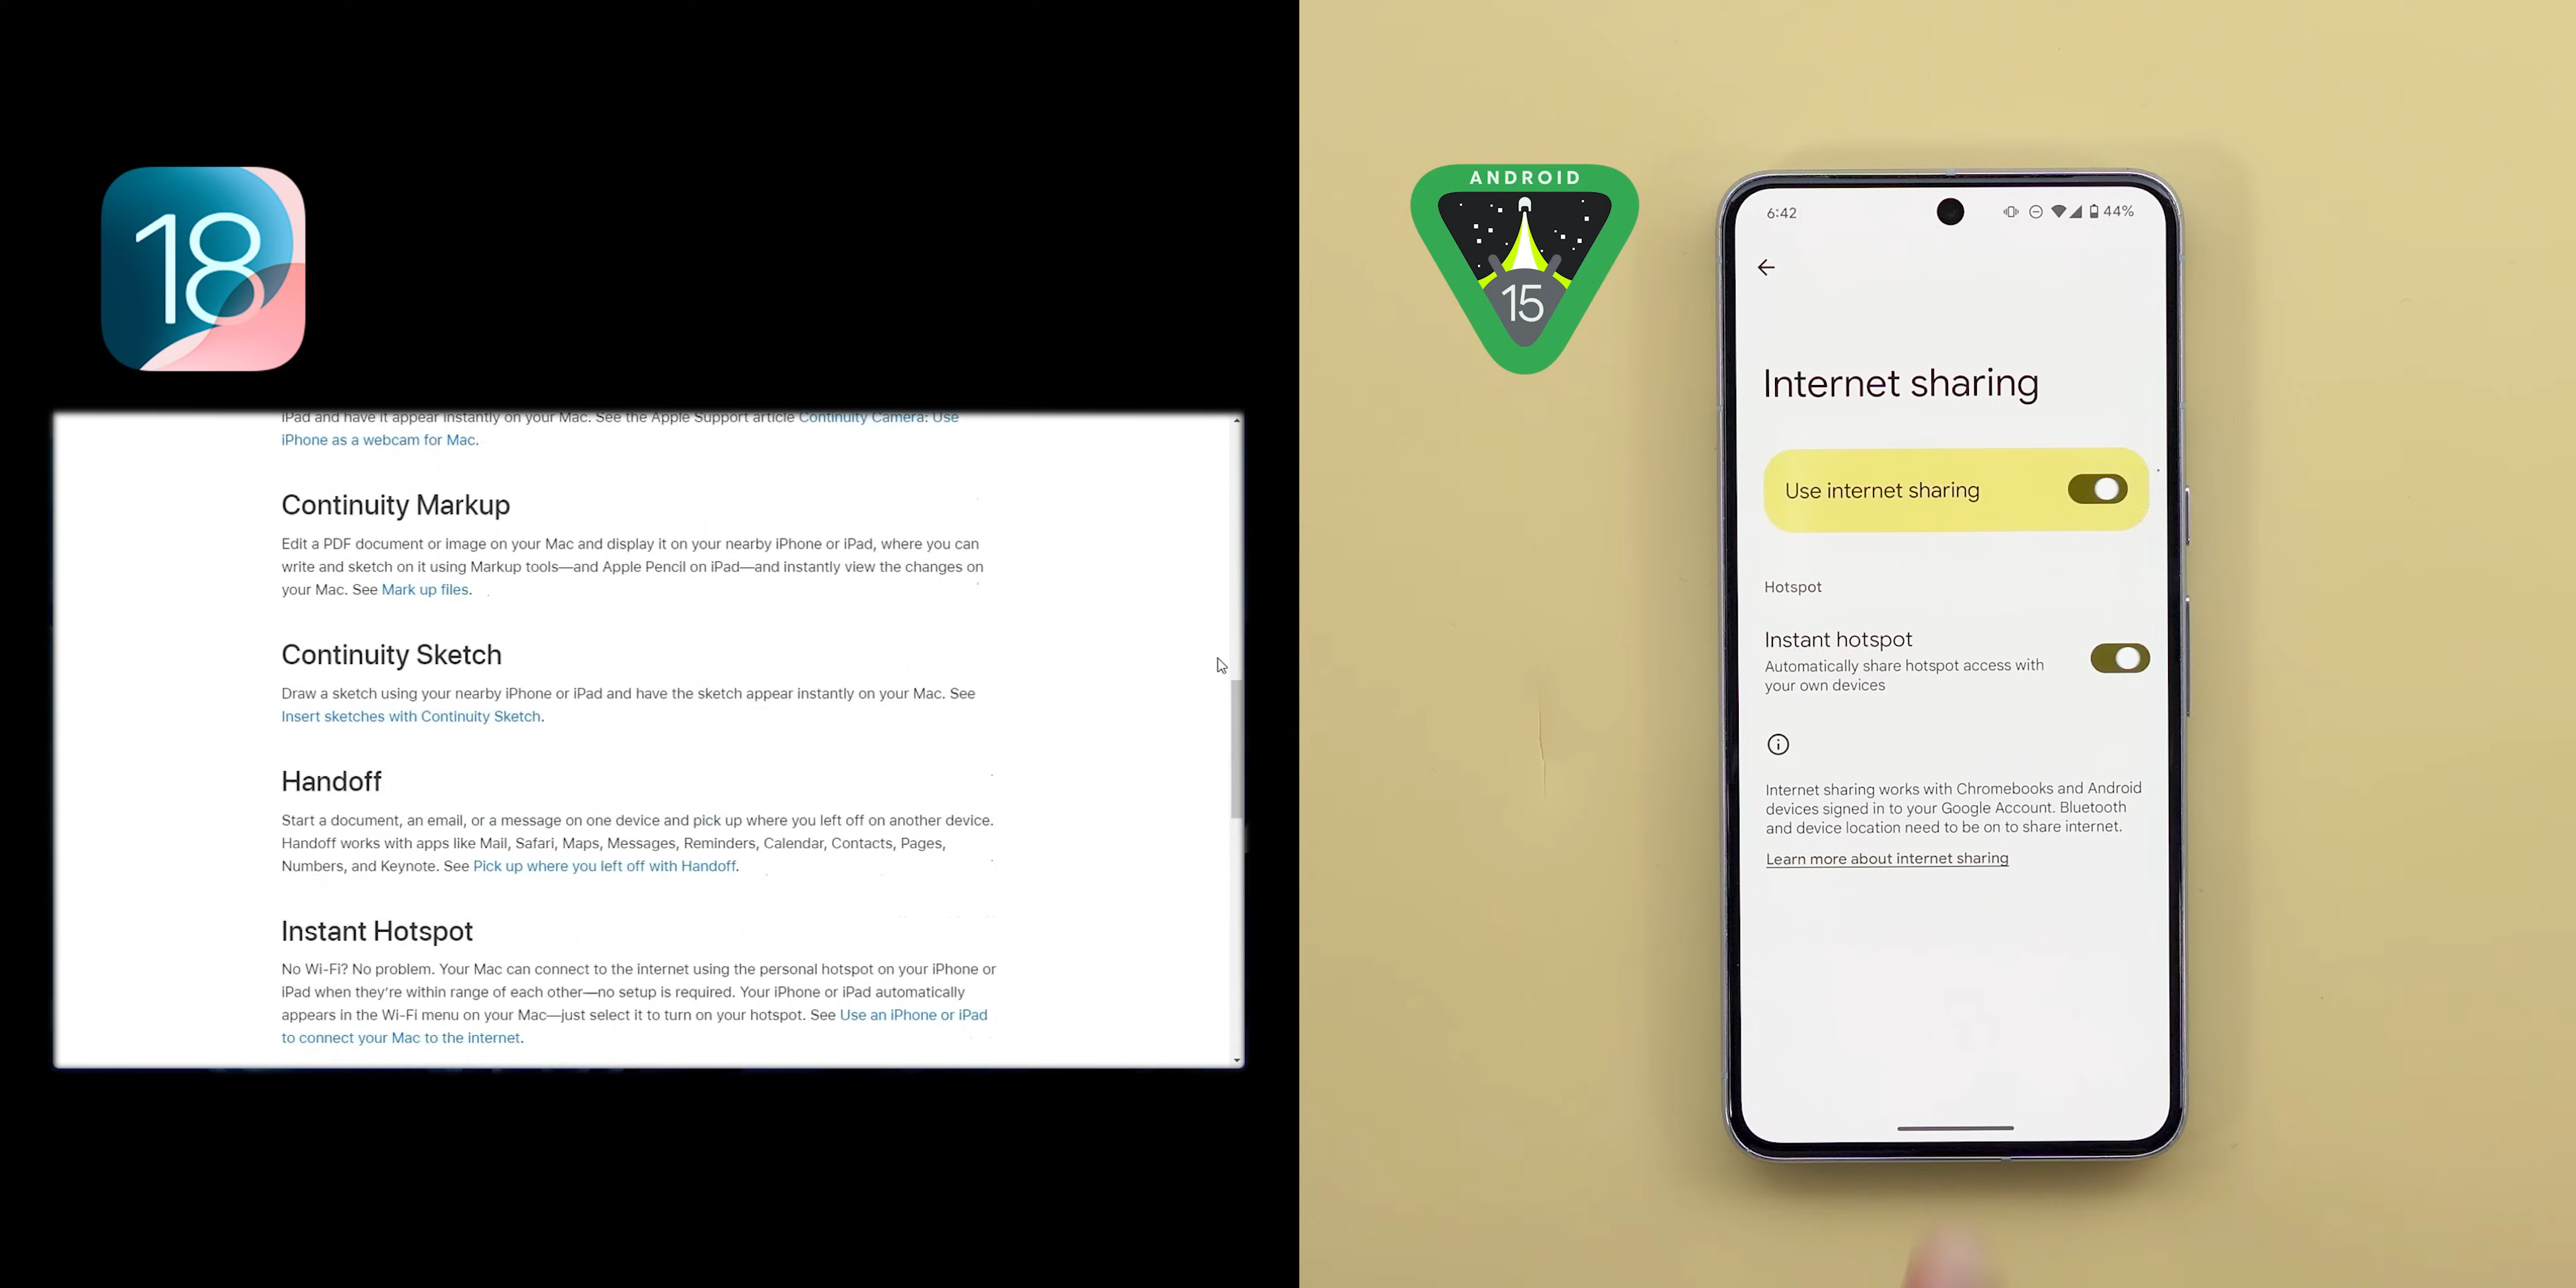 18
iPad and have it appear instantly on your Mac. See the Apple Support article Continuity Camera: Use
iPhone as a webcam for Mac.
Continuity Markup
Edit a PDF document or image on your Mac and display it on your nearby iPhone or iPad, where you can
write and sketch on it using Markup tools—and Apple Pencil on iPad—and instantly view the changes on
your Mac. See Mark up files.
Continuity Sketch
Draw a sketch using your nearby iPhone or iPad and have the sketch appear instantly on your Mac. See
Insert sketches with Continuity Sketch.
Handoff
Start a document, an email, or a message on one device and pick up where you left off on another device.
Handoff works with apps like Mail, Safari, Maps, Messages, Reminders, Calendar, Contacts, Pages,
Numbers, and Keynote. See Pick up where you left off with Handoff.
Instant Hotspot
No Wi-Fi? No problem. Your Mac can connect to the internet using the personal hotspot on your iPhone or
iPad when they're within range of each other—no setup is required. Your iPhone or iPad automatically
appears in the Wi-Fi menu on your Mac—just select it to turn on your hotspot. See Use an iPhone or iPad
to connect your Mac to the internet.
ANDROID
15
6:42
44%
Internet sharing
Use internet sharing
Hotspot
Instant hotspot
Automatically share hotspot access with
your own devices
Internet sharing works with Chromebooks and Android
devices signed in to your Google Account. Bluetooth
and device location need to be on to share internet.
Learn more about internet sharing